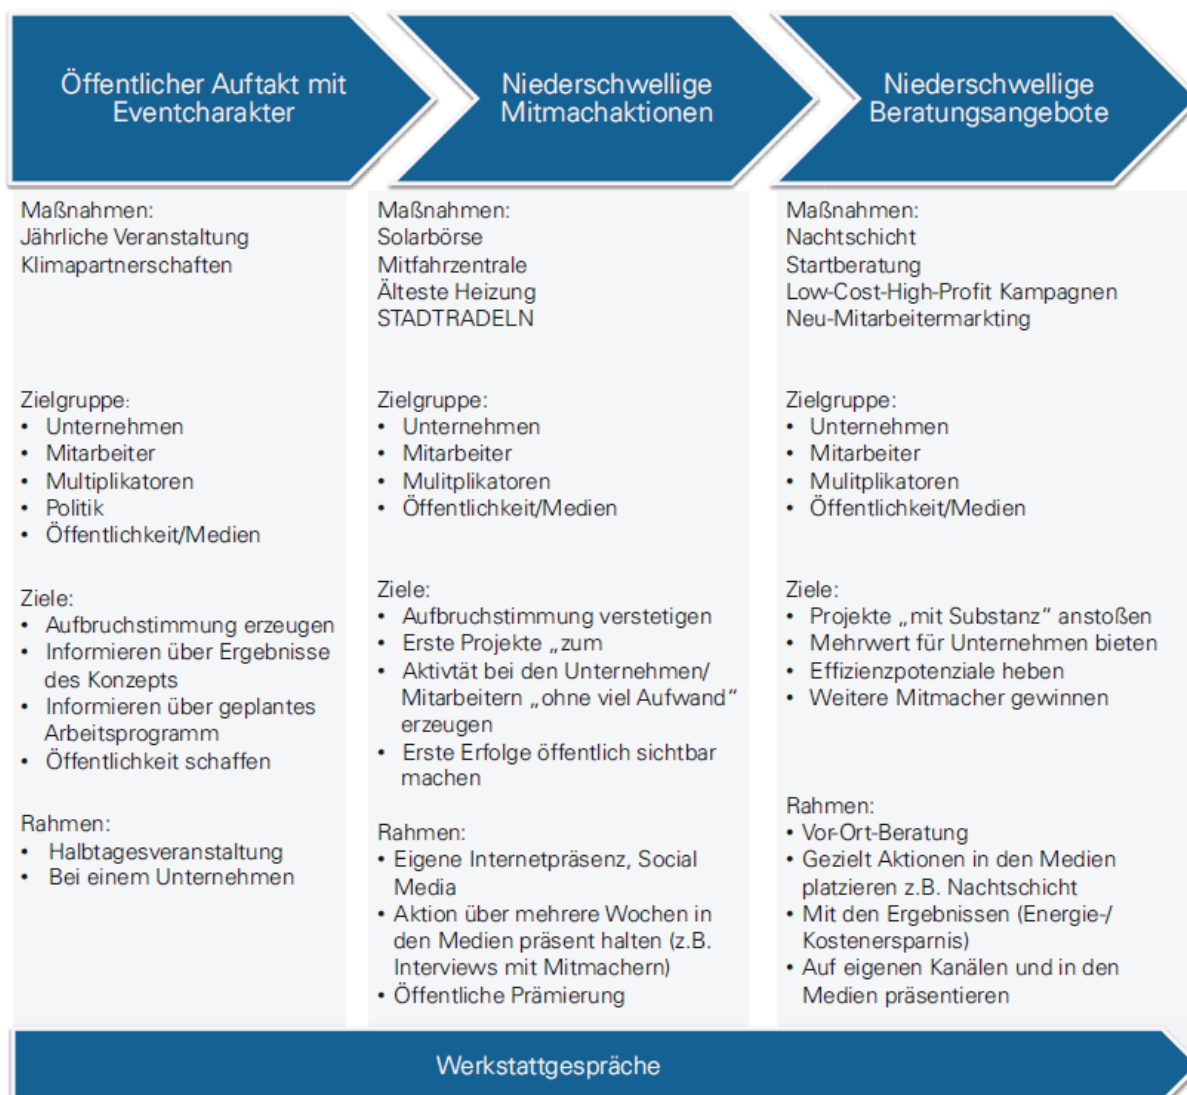 Öffentlicher Auftakt mit
Eventcharakter
Niederschwellige
Mitmachaktionen
Niederschwellige
Beratungsangebote
Maßnahmen:
Jährliche Veranstaltung
Klimapartnerschaften
Zielgruppe:
• Unternehmen
• Mitarbeiter
• Multiplikatoren
• Politik
• Öffentlichkeit/Medien
Ziele:
• Aufbruchstimmung erzeugen
• Informieren über Ergebnisse
des Konzepts
• Informieren über geplantes
Arbeitsprogramm
• Öffentlichkeit schaffen
Rahmen:
• Halbtagesveranstaltung
• Bei einem Unternehmen
Maßnahmen:
Solarbörse
Mitfahrzentrale
Älteste Heizung
STADTRADELN
Zielgruppe:
• Unternehmen
• Mitarbeiter
• Mulitplikatoren
• Öffentlichkeit/Medien
Ziele:
• Aufbruchstimmung verstetigen
• Erste Projekte „zum
• Aktivtät bei den Unternehmen/
Mitarbeitern „ohne viel Aufwand“
erzeugen
• Erste Erfolge öffentlich sichtbar
machen
Rahmen:
• Eigene Internetpräsenz, Social
Media
• Aktion über mehrere Wochen in
den Medien präsent halten (z.B.
Interviews mit Mitmachern)
• Öffentliche Prämierung
Maßnahmen:
Nachtschicht
Startberatung
Low-Cost-High-Profit Kampagnen
Neu-Mitarbeitermarkting
Zielgruppe:
• Unternehmen
• Mitarbeiter
• Mulitplikatoren
• Öffentlichkeit/Medien
Ziele:
• Projekte „mit Substanz“ anstoßen
• Mehrwert für Unternehmen bieten
• Effizienzpotenziale heben
• Weitere Mitmacher gewinnen
Rahmen:
• Vor-Ort-Beratung
• Gezielt Aktionen in den Medien
platzieren z.B. Nachtschicht
• Mit den Ergebnissen (Energie-/
Kostenersparnis)
• Auf eigenen Kanälen und in den
Medien präsentieren
Werkstattgespräche